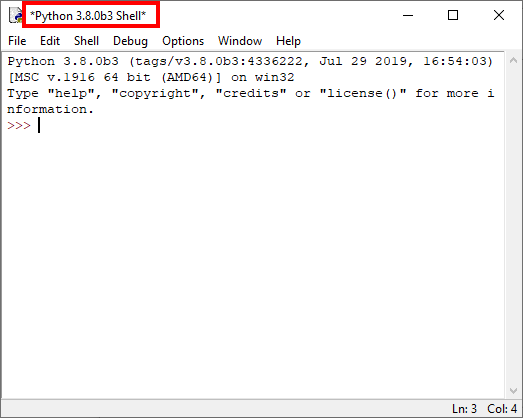 *Python 3.8.0b3 Shell*
File Edit Shell Debug Options Window Help
Python 3.8.0b3 (tags/v3.8.0b3:4336222, Jul 29 2019, 16:54:03)
[MSC v.1916 64 bit (AMD64)] on win32
Type "help", "copyright", "credits" or "license()" for more i
nformation.
>>>
Ln: 3 Col: 4